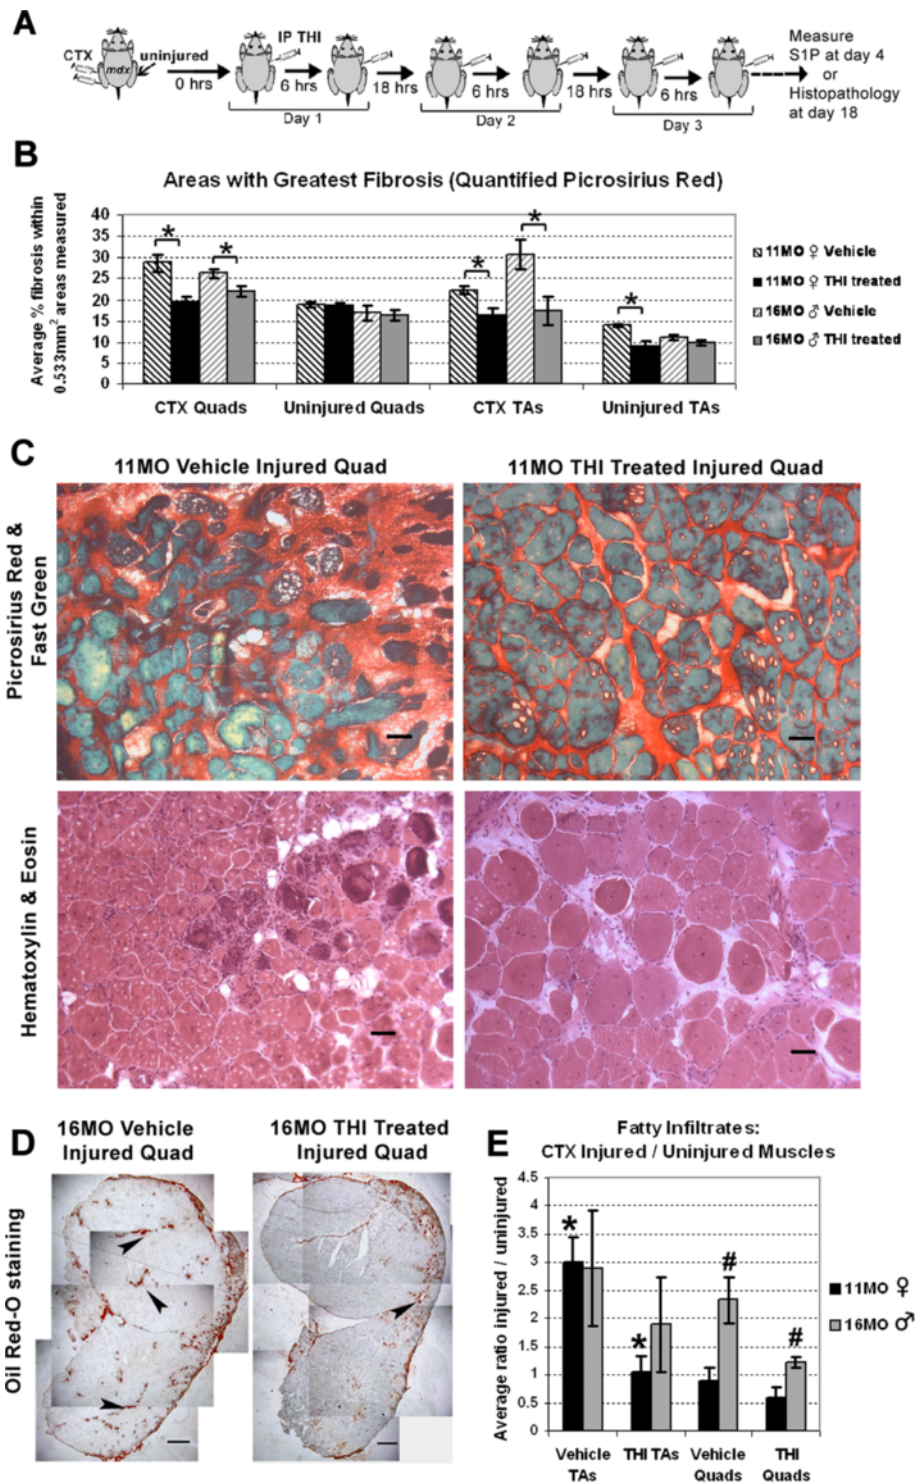 A
CTX
mdx
uninjured
0 hrs
IP THI
6 hrs
18 hrs
6 hrs
18 hrs
6 hrs
Day 1
Day 2
Day 3
Measure
S1P at day 4
or
Histopathology
at day 18
B
Areas with Greatest Fibrosis (Quantified Picrosirius Red)
Average % fibrosis within
0.533mm² areas measured
40
35
30
25
20
15
10
5
0
* * * * *
CTX Quads
Uninjured Quads
CTX TAs
Uninjured TAs
11MO ♀ Vehicle
11MO ♀ THI treated
16MO ♂ Vehicle
16MO ♂ THI treated
C
11MO Vehicle Injured Quad
11MO THI Treated Injured Quad
Picrosirius Red &
Fast Green
Hematoxylin & Eosin
D
16MO Vehicle
Injured Quad
16MO THI Treated
Injured Quad
Oil Red-O staining
E
Fatty Infiltrates:
CTX Injured / Uninjured Muscles
Average ratio injured / uninjured
4.5
4
3.5
3
2.5
2
1.5
1
0.5
0
* * # #
Vehicle
TAs
THI TAs
Vehicle
Quads
THI
Quads
11MO ♀
16MO ♂